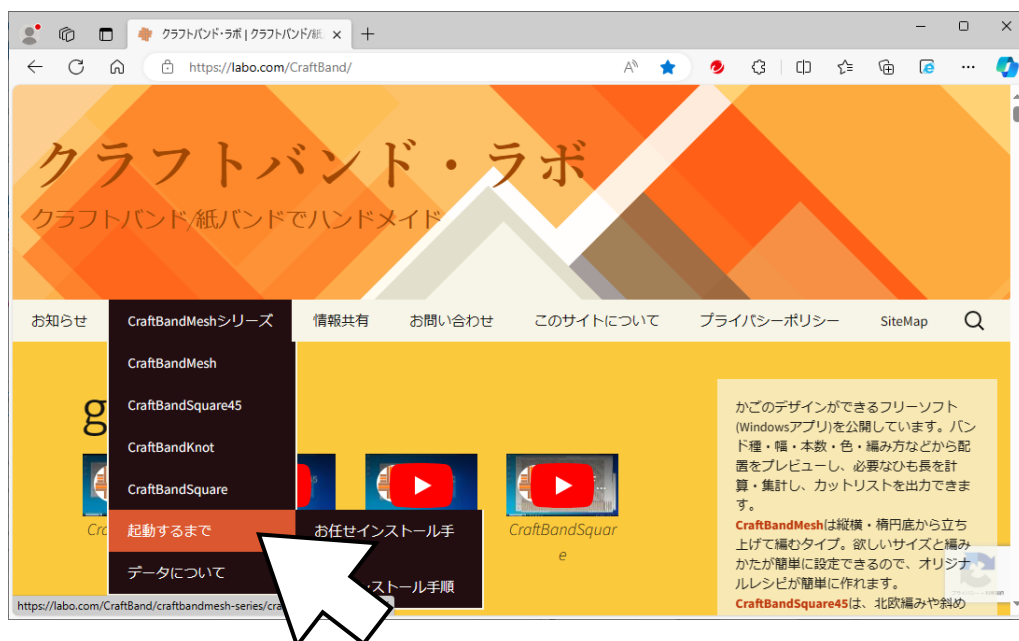 クラフトバンド・ラボ | クラフトバンド/紙
https://labo.com/CraftBand/
クラフトバンド・ラボ
クラフトバンド/紙バンドでハンドメイド
お知らせ
CraftBandMeshシリーズ
情報共有
お問い合わせ
このサイトについて
プライバシーポリシー
SiteMap
CraftBandMesh
CraftBandSquare45
CraftBandKnot
CraftBandSquare
起動するまで
データについて
お任せインストール手
ストール手順
g
CraftBandSquar
e
かごのデザインができるフリーソフト
(Windowsアプリ)を公開しています。バン
ド種・幅・本数・色・編み方などから配
置をプレビューし、必要なひも長を計
算・集計し、カットリストを出力できま
す。
CraftBandMeshは縦横・楕円底から立ち
上げて編むタイプ。欲しいサイズと編み
かたが簡単に設定できるので、オリジナ
ルレシピが簡単に作れます。
CraftBandSquare45は、北欧編みや斜め
https://labo.com/CraftBand/craftbandmesh-series/cra